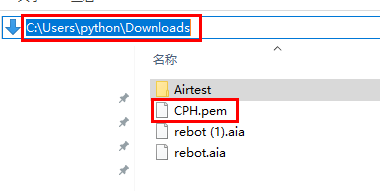 C:\Users\python\Downloads
名称
Airtest
CPH.pem
rebot (1).aia
rebot.aia